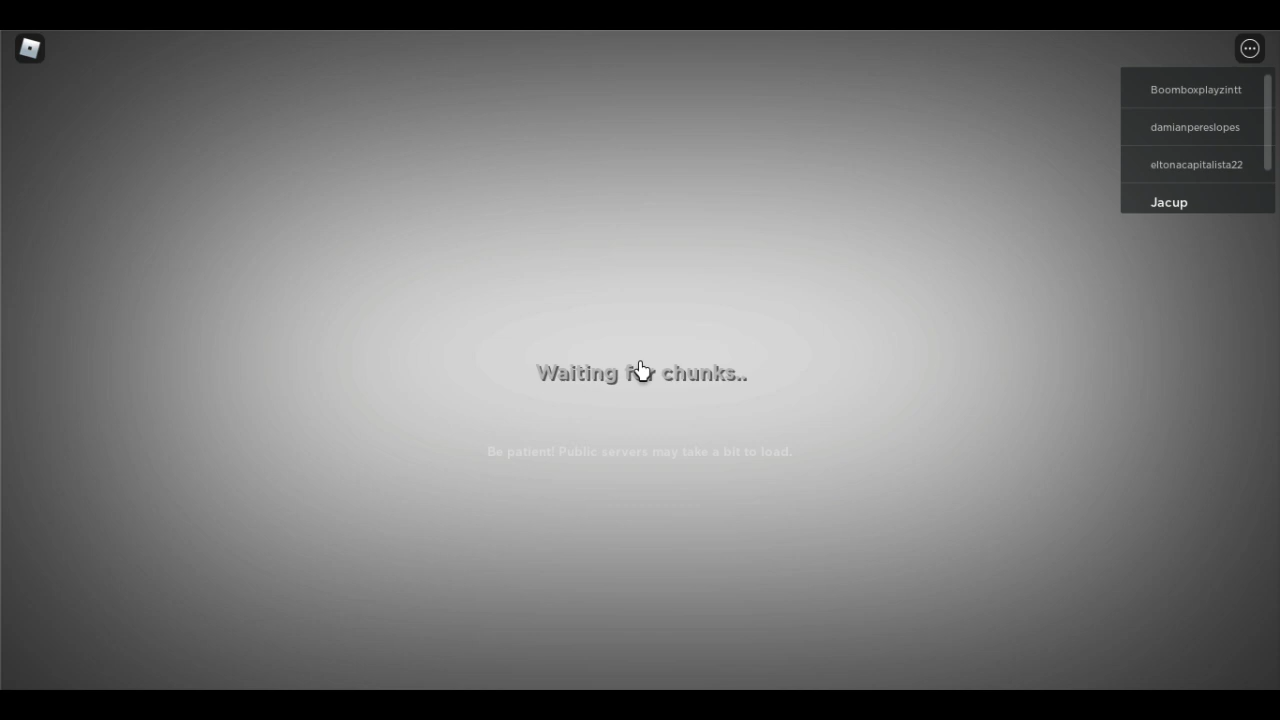 Boomboxplayzintt
damianpereslopes
eltonacapitalista22
Jacup
Waiting for chunks..
Be patient! Public servers may take a bit to load.